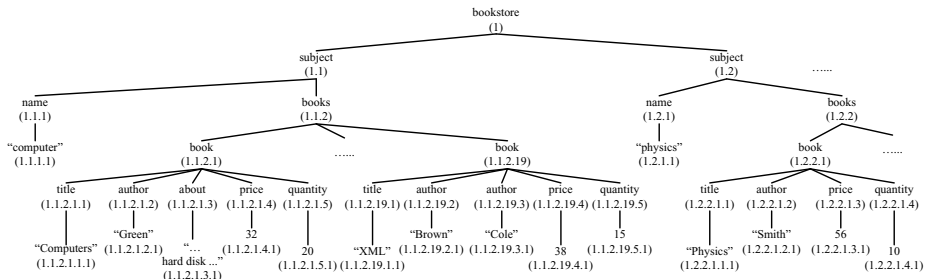 bookstore
(1)
subject subject …...
(1.1) (1.2)
name books name books
(1.1.1) (1.1.2) (1.2.1) (1.2.2)
“computer” book …... book “physics” book …...
(1.1.1.1) (1.1.2.1) (1.1.2.19) (1.2.1.1) (1.2.2.1)
title author about price quantity title author author price quantity title author price quantity
(1.1.2.1.1) (1.1.2.1.2) (1.1.2.1.3) (1.1.2.1.4) (1.1.2.1.5) (1.1.2.19.1) (1.1.2.19.2) (1.1.2.19.3) (1.1.2.19.4) (1.1.2.19.5) (1.2.2.1.1) (1.2.2.1.2) (1.2.2.1.3) (1.2.2.1.4)
“Green” 32 “Brown” “Cole” 15 “Smith” 56
“Computers” (1.1.2.1.2.1) “… (1.1.2.1.4.1) 20 “XML” (1.1.2.19.2.1) (1.1.2.19.3.1) 38 (1.1.2.19.5.1) “Physics” (1.2.2.1.2.1) (1.2.2.1.3.1) 10
(1.1.2.1.1.1) hard disk ...” (1.1.2.1.5.1) (1.1.2.19.1.1) (1.1.2.19.4.1) (1.2.2.1.1.1) (1.2.2.1.4.1)
(1.1.2.1.3.1)